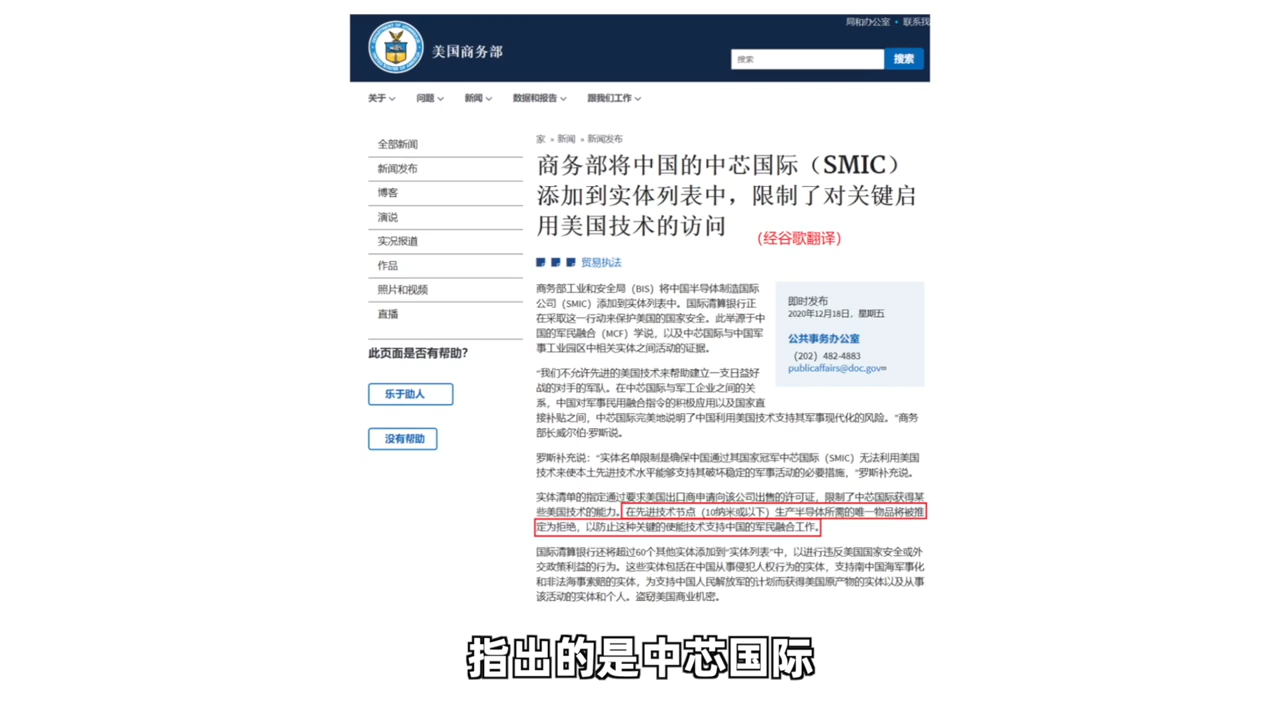 局和办公室 • 联系我
美国商务部
搜索
搜索
关于
问题
新闻
数据和报告
跟我们工作
全部新闻
新闻发布
博客
演说
实况报道
作品
照片和视频
直播
此页面是否有帮助？
乐于助人
没有帮助
家 » 新闻 » 新闻发布
商务部将中国的中芯国际（SMIC）
添加到实体列表中，限制了对关键启
用美国技术的访问
（经谷歌翻译）
贸易执法
商务部工业和安全局（BIS）将中国半导体制造国际
公司（SMIC）添加到实体列表中。国际清算银行正
在采取这一行动来保护美国的国家安全。此举源于中
国的军民融合（MCF）学说，以及中芯国际与中国军
事工业园区中相关实体之间活动的证据。
“我们不允许先进的美国技术来帮助建立一支日益好
战的对手的军队。在中芯国际与军工企业之间的关
系，中国对军事民用融合指令的积极应用以及国家直
接补贴之间，中芯国际完美地说明了中国利用美国技术支持其军事现代化的风险。”商务
部长威尔伯·罗斯说。
罗斯补充说：“实体名单限制是确保中国通过其国家冠军中芯国际（SMIC）无法利用美国
技术来使本土先进技术水平能够支持其破坏稳定的军事活动的必要措施，”罗斯补充说。
实体清单的指定通过要求美国出口商申请向该公司出售的许可证，限制了中芯国际获得某
些美国技术的能力。在先进技术节点（10纳米或以下）生产半导体所需的唯一物品将被推
定为拒绝，以防止这种关键的使能技术支持中国的军民融合工作。
国际清算银行还将超过60个其他实体添加到“实体列表”中，以进行违反美国国家安全或外
交政策利益的行为。这些实体包括在中国从事侵犯人权行为的实体，支持南中国海军事化
和非法海事索赔的实体，为支持中国人民解放军的计划而获得美国原产物的实体以及从事
该活动的实体和个人。盗窃美国商业机密。
即时发布
2020年12月18日，星期五
公共事务办公室
（202）482-4883
publicaffairs@doc.gov
指出的是中芯国际